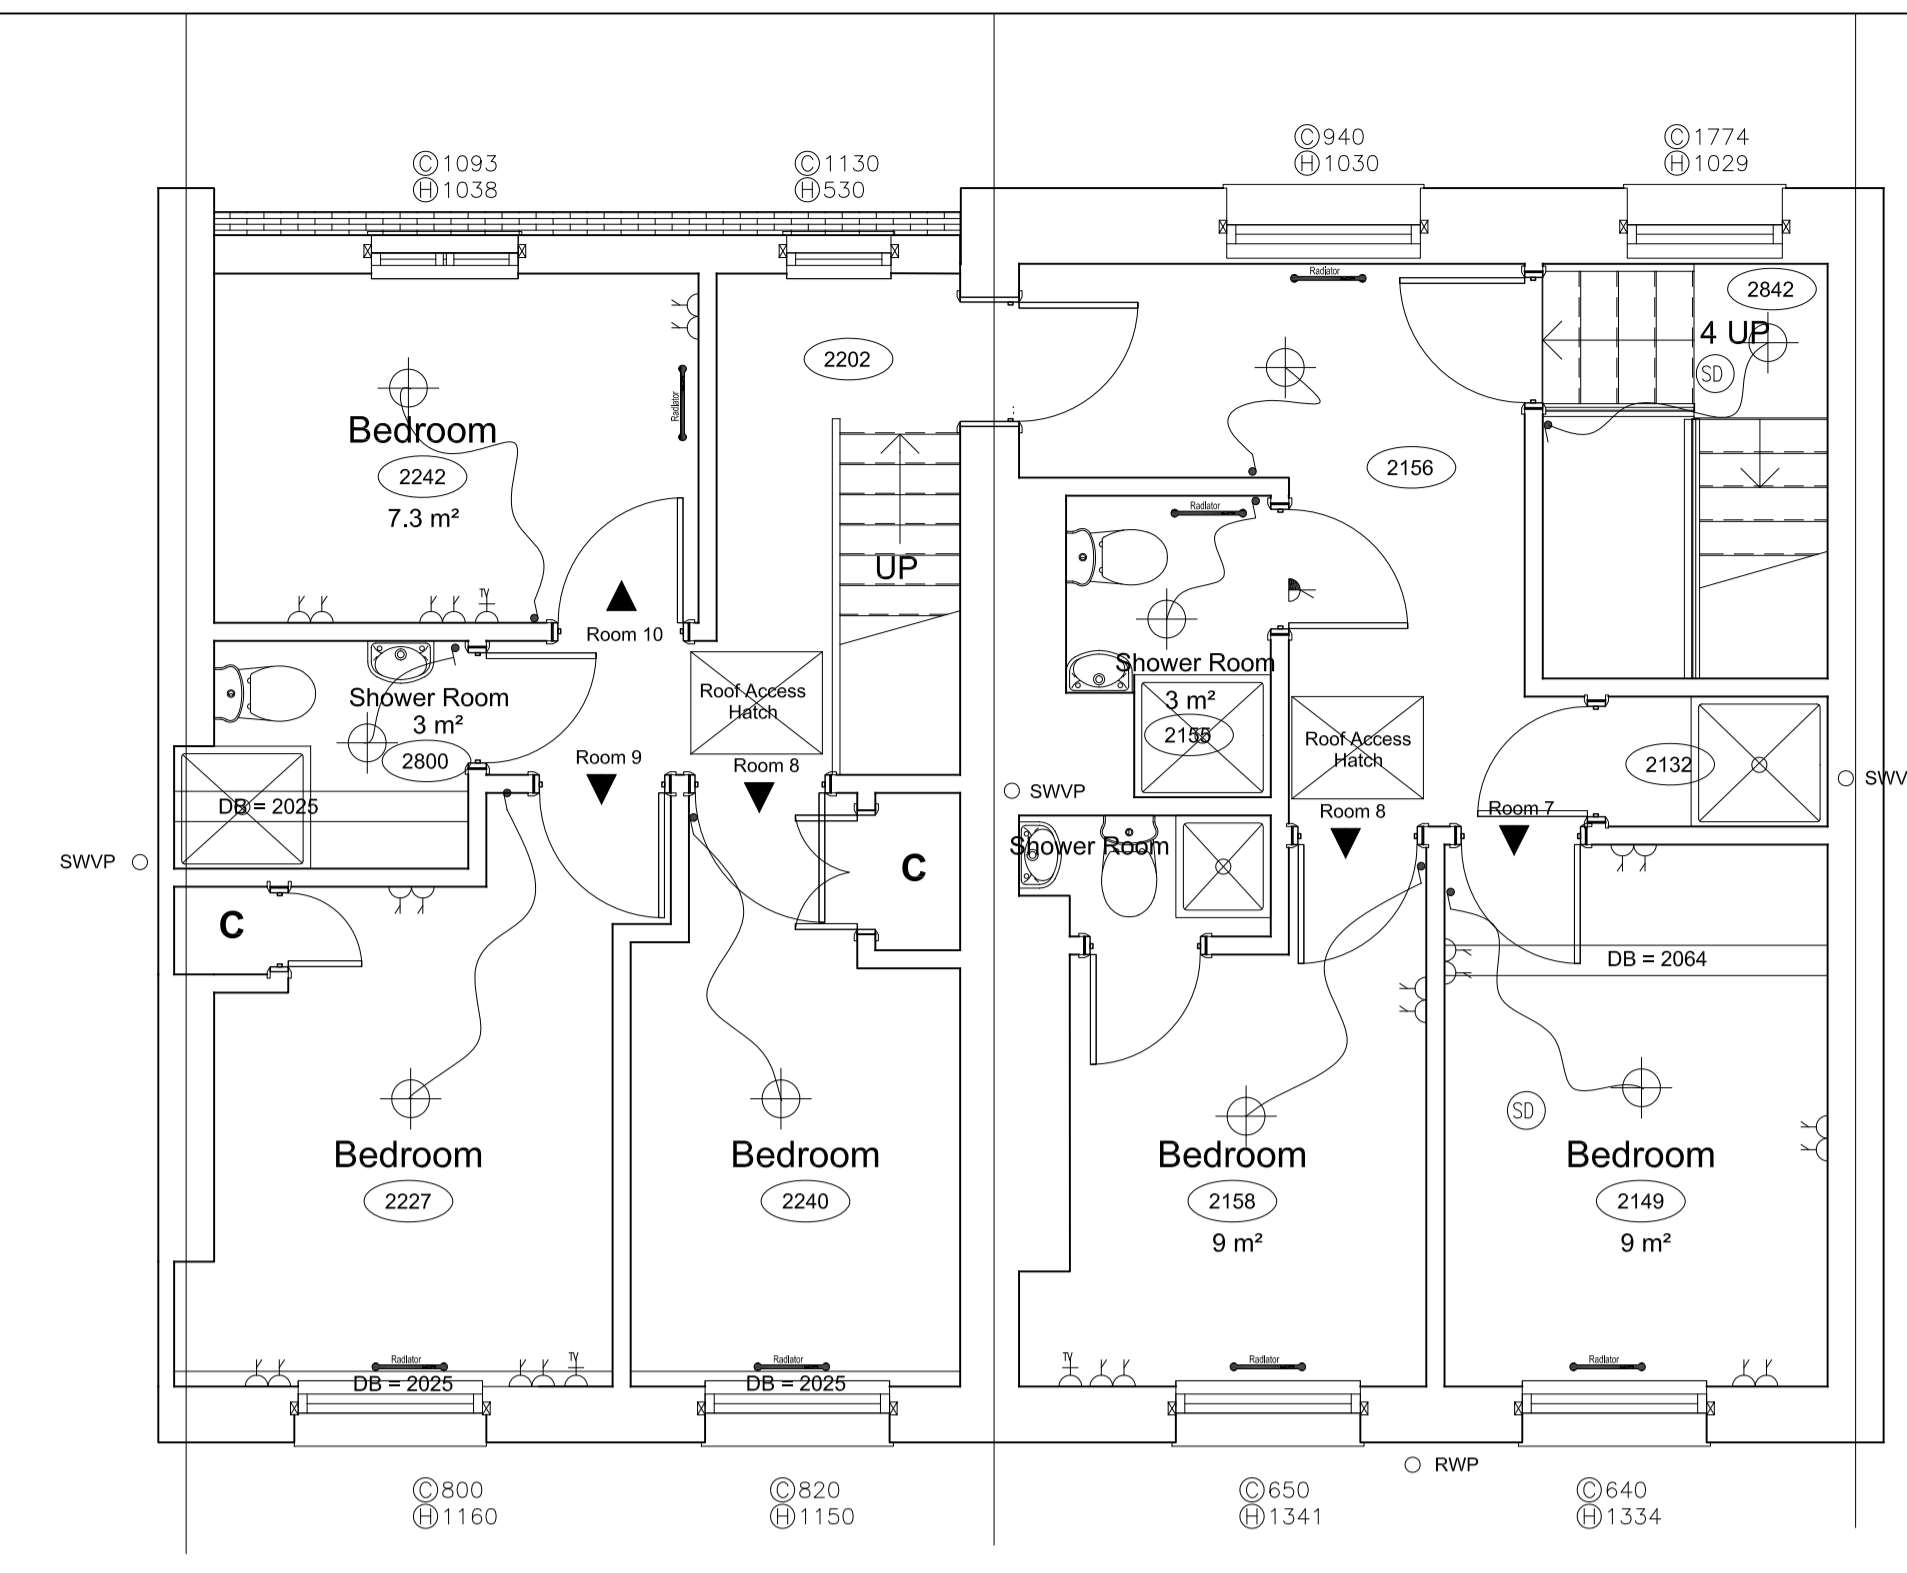 Ⓒ1093
Ⓗ1038
Ⓒ1130
Ⓗ530
Ⓒ940
Ⓗ1030
Ⓒ1774
Ⓗ1029
Radiator
2842
4 UP
SD
2202
Radiator
Bedroom
2242
7.3 m²
2156
Radiator
UP
TV
Room 10
Shower Room
3 m²
2800
Roof Access
Hatch
Room 9
Room 8
DB = 2025
SWVP
C
C
Shower Room
3 m²
2155
Roof Access
Hatch
2132
SWVP
SWV
Room 8
Room 7
Shower Room
DB = 2064
SD
Bedroom
2227
Bedroom
2240
Bedroom
2158
9 m²
Bedroom
2149
9 m²
Radiator
TV
DB = 2025
Radiator
DB = 2025
TV
Radiator
Radiator
RWP
Ⓒ800
Ⓗ1160
Ⓒ820
Ⓗ1150
Ⓒ650
Ⓗ1341
Ⓒ640
Ⓗ1334